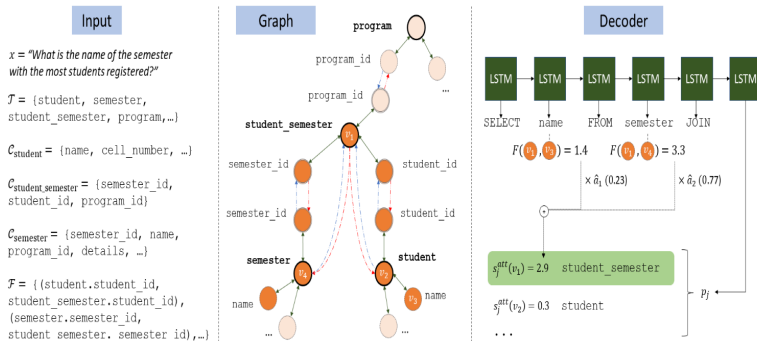 Input
x = "What is the name of the semester
with the most students registered?"
𝒯 = {student, semester,
student_semester, program,…}
𝒞student = {name, cell_number, …}
𝒞student_semester = {semester_id,
student_id, program_id}
𝒞semester = {semester_id, name,
program_id, details, …}
ℱ = {(student.student_id,
student_semester.student_id),
(semester.semester_id,
student_semester. semester_id),…}
Graph
program
program_id
...
program_id
student_semester
v₁
semester_id
student_id
semester_id
student_id
semester
student
v₄
v₂
name
v₃
name
...
...
Decoder
LSTM LSTM LSTM LSTM LSTM LSTM
SELECT name FROM semester JOIN
F(v₁, v₃) = 1.4 F(v₁, v₄) = 3.3
× â₁ (0.23) × â₂ (0.77)
sⱼᵃᵗᵗ(v₁) = 2.9 student_semester
pⱼ
sⱼᵃᵗᵗ(v₂) = 0.3 student
...